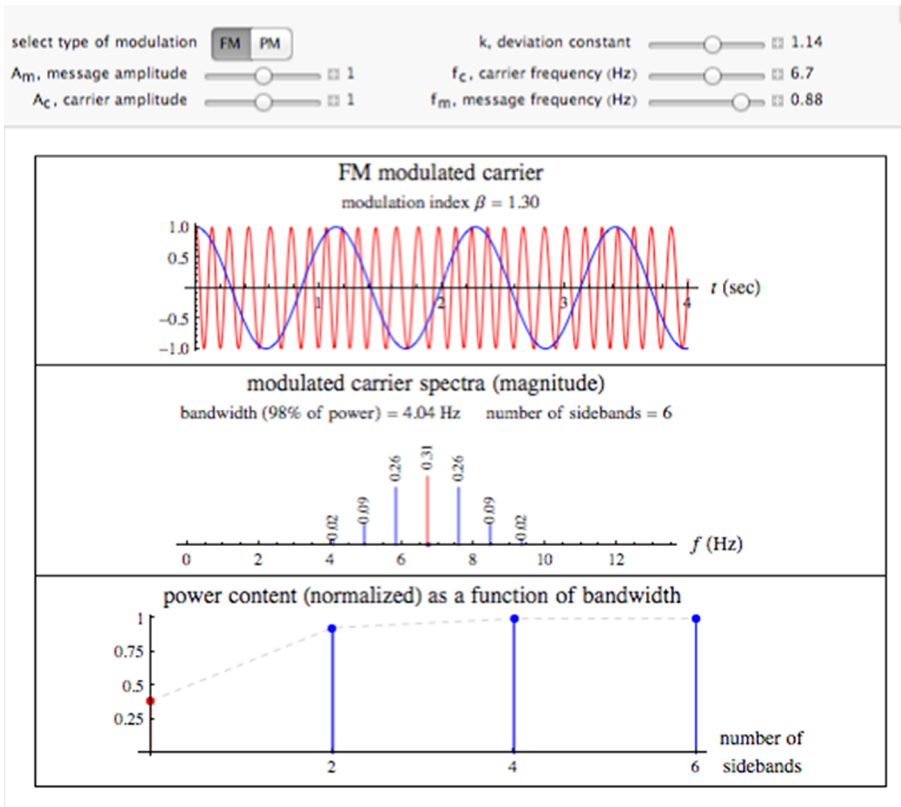 select type of modulation FM PM
k, deviation constant 1.14
Am, message amplitude 1
fc, carrier frequency (Hz) 6.7
Ac, carrier amplitude 1
fm, message frequency (Hz) 0.88
FM modulated carrier
modulation index β = 1.30
1.0
0.5
-0.5
-1.0
1 2 3 4 t (sec)
modulated carrier spectra (magnitude)
bandwidth (98% of power) = 4.04 Hz number of sidebands = 6
0.02 0.09 0.26 0.31 0.26 0.09 0.02
0 2 4 6 8 10 12 f (Hz)
power content (normalized) as a function of bandwidth
1
0.75
0.5
0.25
2 4 6
number of
sidebands